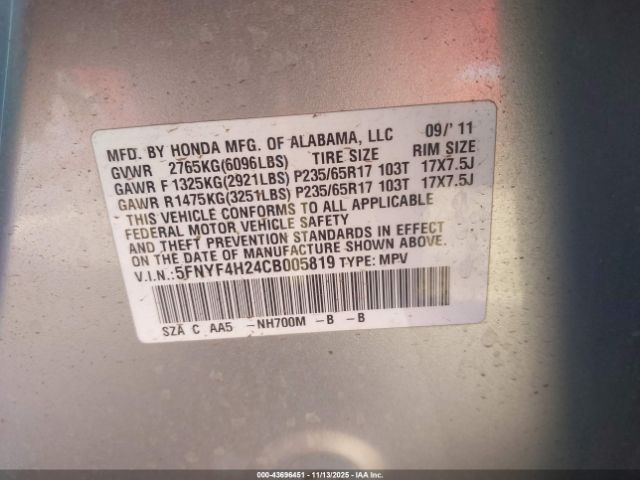 MFD. BY HONDA MFG. OF ALABAMA, LLC 09/'11
GVWR 2765KG(6096LBS) TIRE SIZE RIM SIZE
GAWR F 1325KG(2921LBS) P235/65R17 103T 17X7.5J
GAWR R 1475KG(3251LBS) P235/65R17 103T 17X7.5J
THIS VEHICLE CONFORMS TO ALL APPLICABLE
FEDERAL MOTOR VEHICLE SAFETY
AND THEFT PREVENTION STANDARDS IN EFFECT
ON THE DATE OF MANUFACTURE SHOWN ABOVE.
V.I.N.:5FNYF4H24CB005819 TYPE: MPV
SZA C AA5 -NH700M -B -B
000-43696451 - 11/13/2025 - IAA Inc.